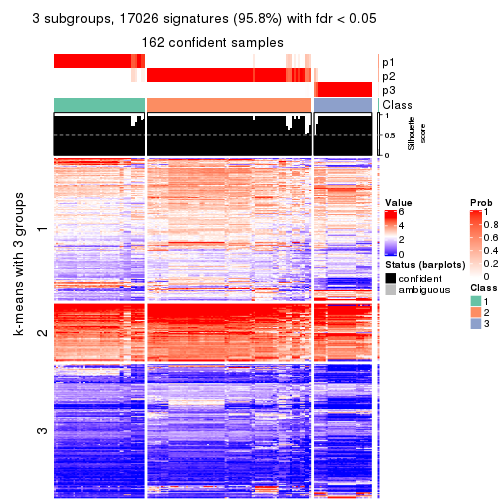 3 subgroups, 17026 signatures (95.8%) with fdr < 0.05
162 confident samples
p1
p2
p3
Class
1
0.5
0
Silhouette
score
k-means with 3 groups
1
2
3
Value
6
4
2
0
Status (barplots)
confident
ambiguous
Prob
1
0.8
0.6
0.4
0.2
0
Class
1
2
3